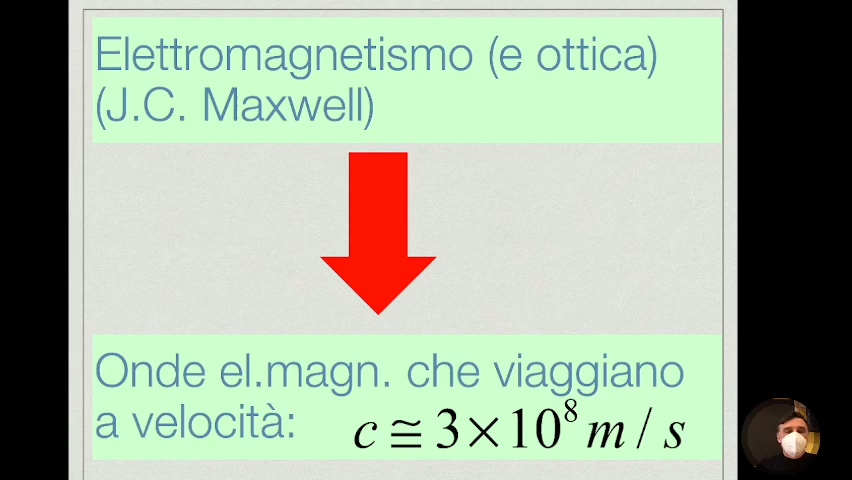 Elettromagnetismo (e ottica)
(J.C. Maxwell)
Onde el.magn. che viaggiano
a velocità: c ≅ 3×10⁸ m / s